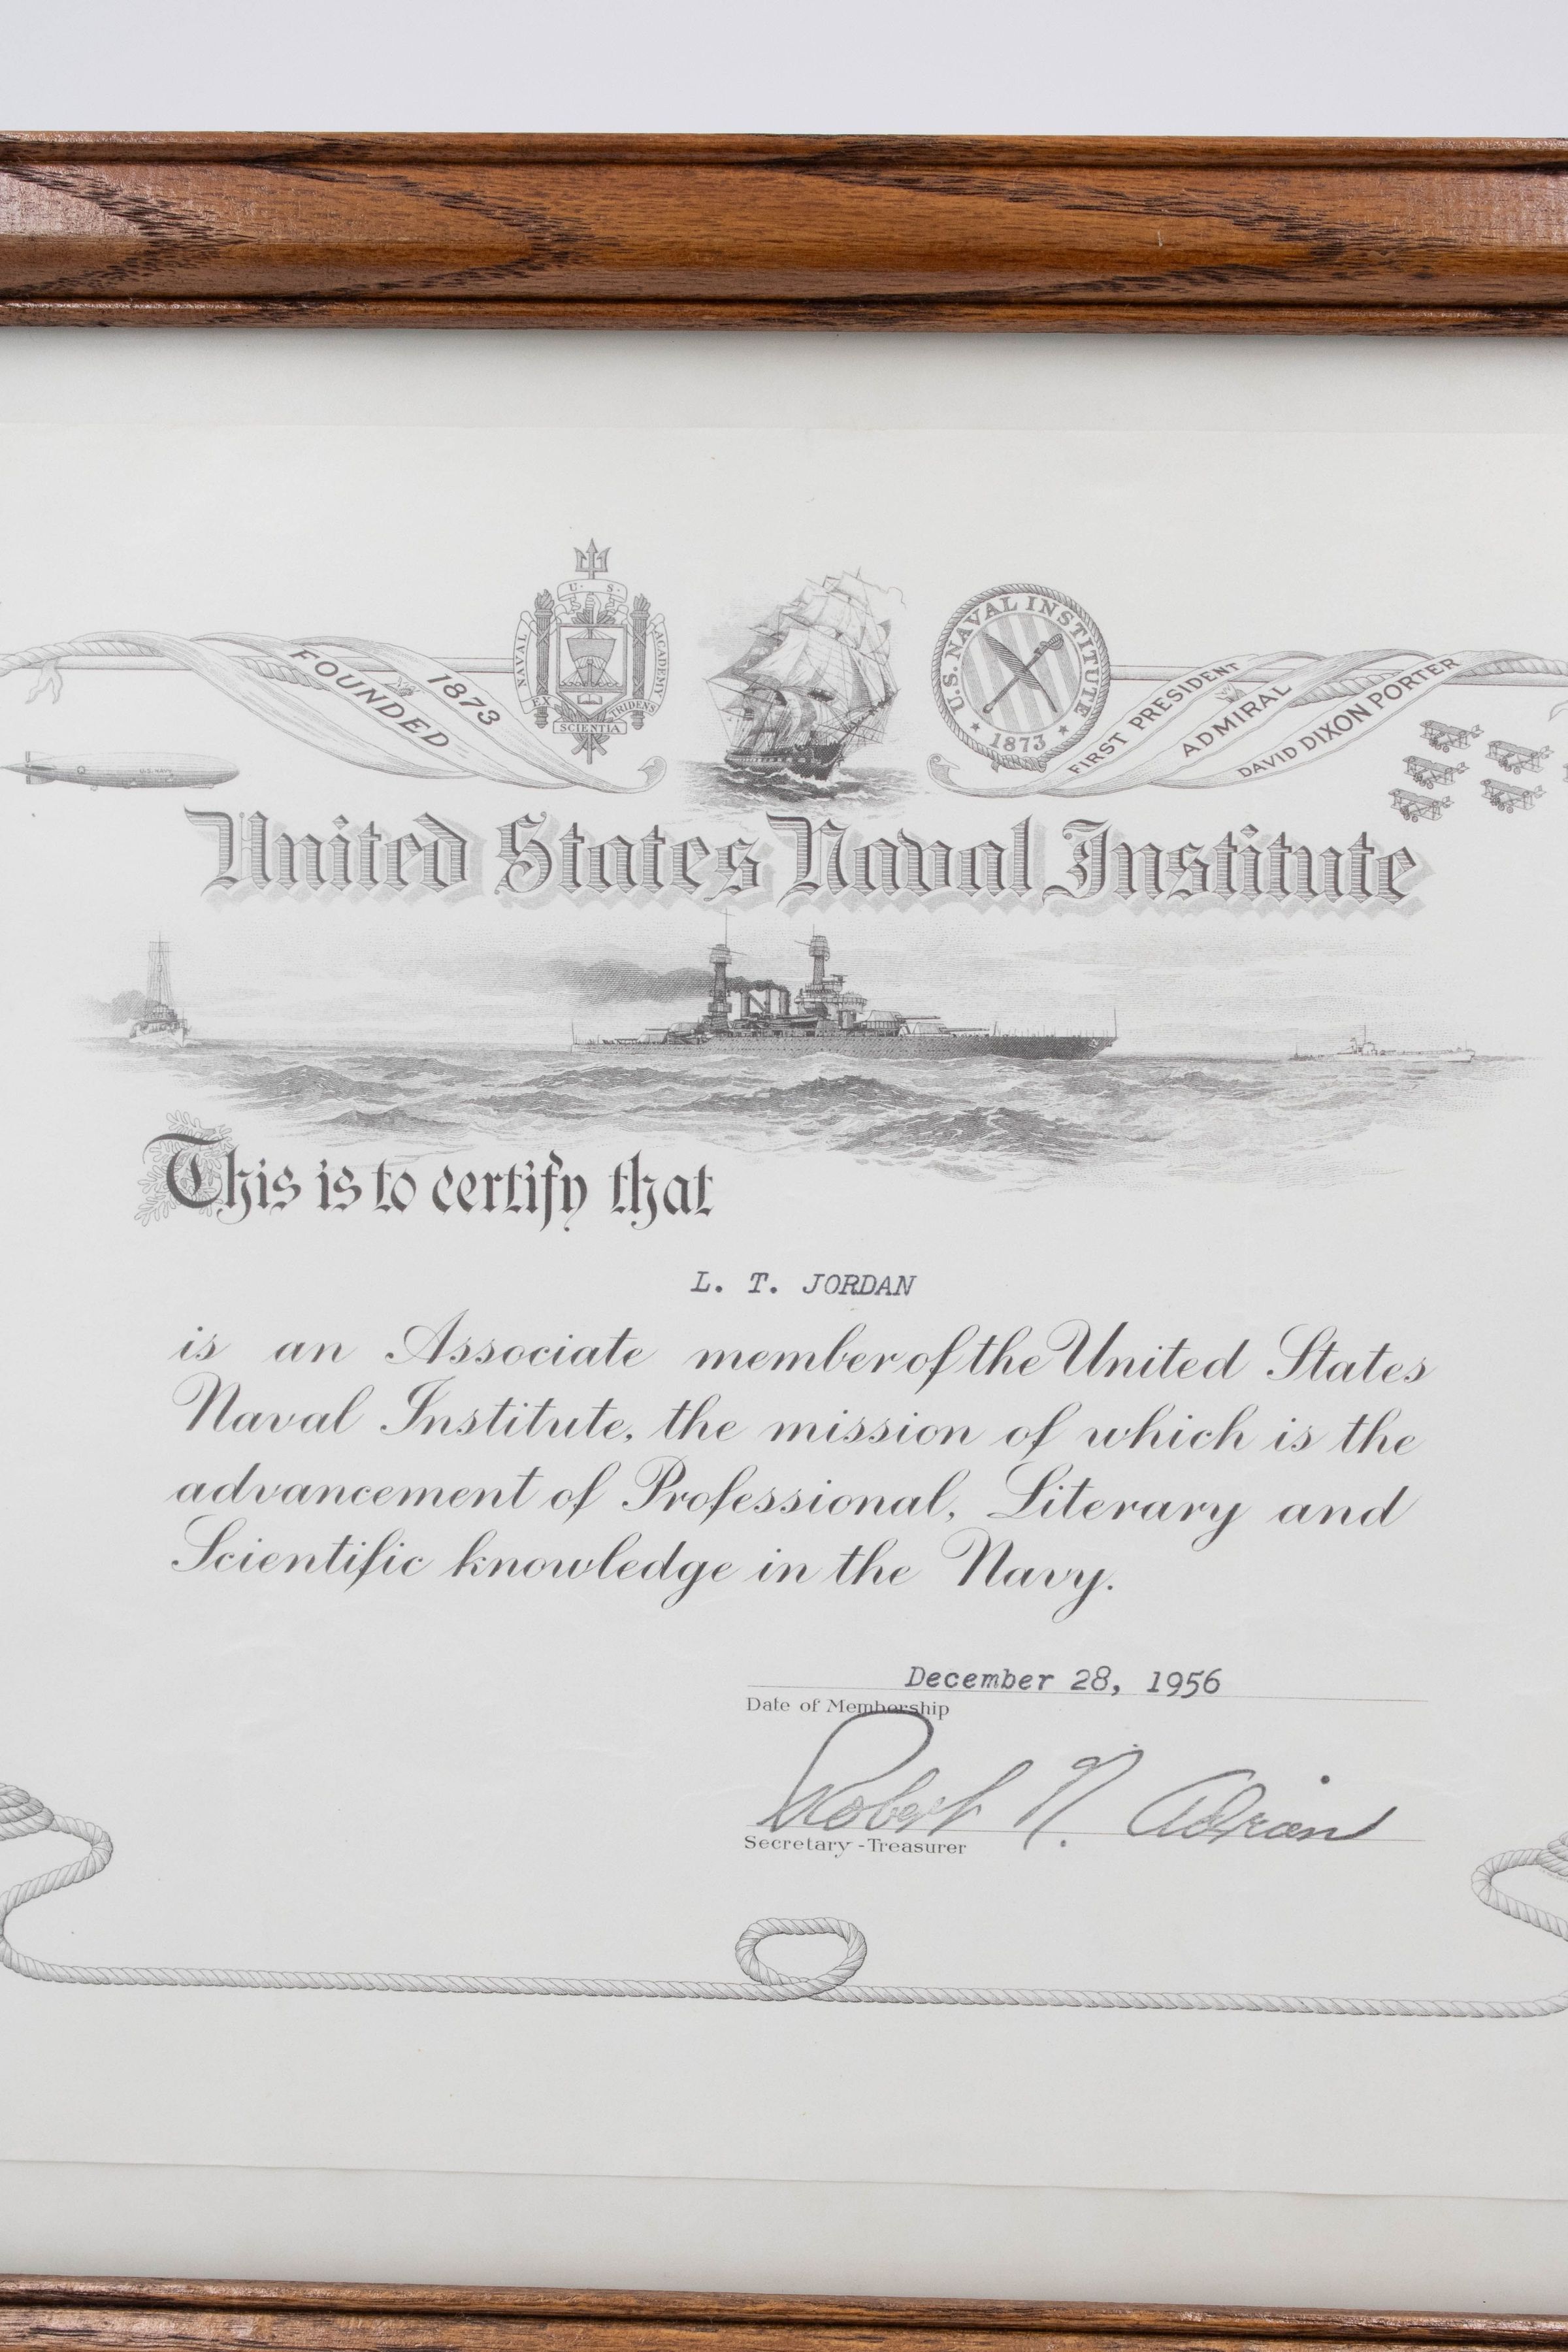 U. S.
NAVAL
ACADEMY
EX SCIENTIA TRIDENS
FOUNDED 1873
U.S. NAVAL INSTITUTE
1873
FIRST PRESIDENT
ADMIRAL
DAVID DIXON PORTER
U.S. NAVY
United States Naval Institute
This is to certify that
L. T. JORDAN
is an Associate member of the United States
Naval Institute, the mission of which is the
advancement of Professional, Literary and
Scientific knowledge in the Navy.
December 28, 1956
Date of Membership
Robert N. Adrian
Secretary-Treasurer